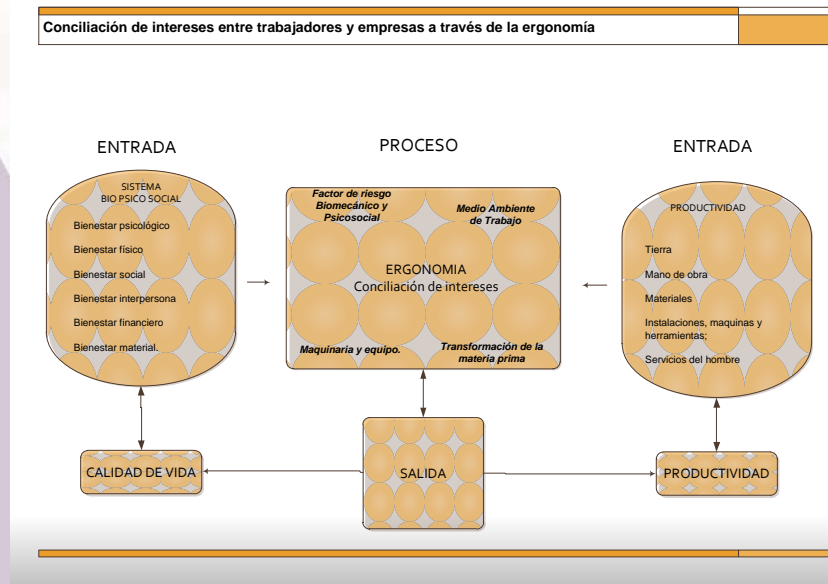 Conciliación de intereses entre trabajadores y empresas a través de la ergonomía
ENTRADA
PROCESO
ENTRADA
SISTEMA
BIO PSICO SOCIAL
Bienestar psicológico
Bienestar físico
Bienestar social
Bienestar interpersona
Bienestar financiero
Bienestar material.
Factor de riesgo
Biomecánico y
Psicosocial
Medio Ambiente
de Trabajo
ERGONOMIA
Conciliación de intereses
Maquinaria y equipo.
Transformación de la
materia prima
PRODUCTIVIDAD
Tierra
Mano de obra
Materiales
Instalaciones, maquinas y
herramientas;
Servicios del hombre
CALIDAD DE VIDA
SALIDA
PRODUCTIVIDAD